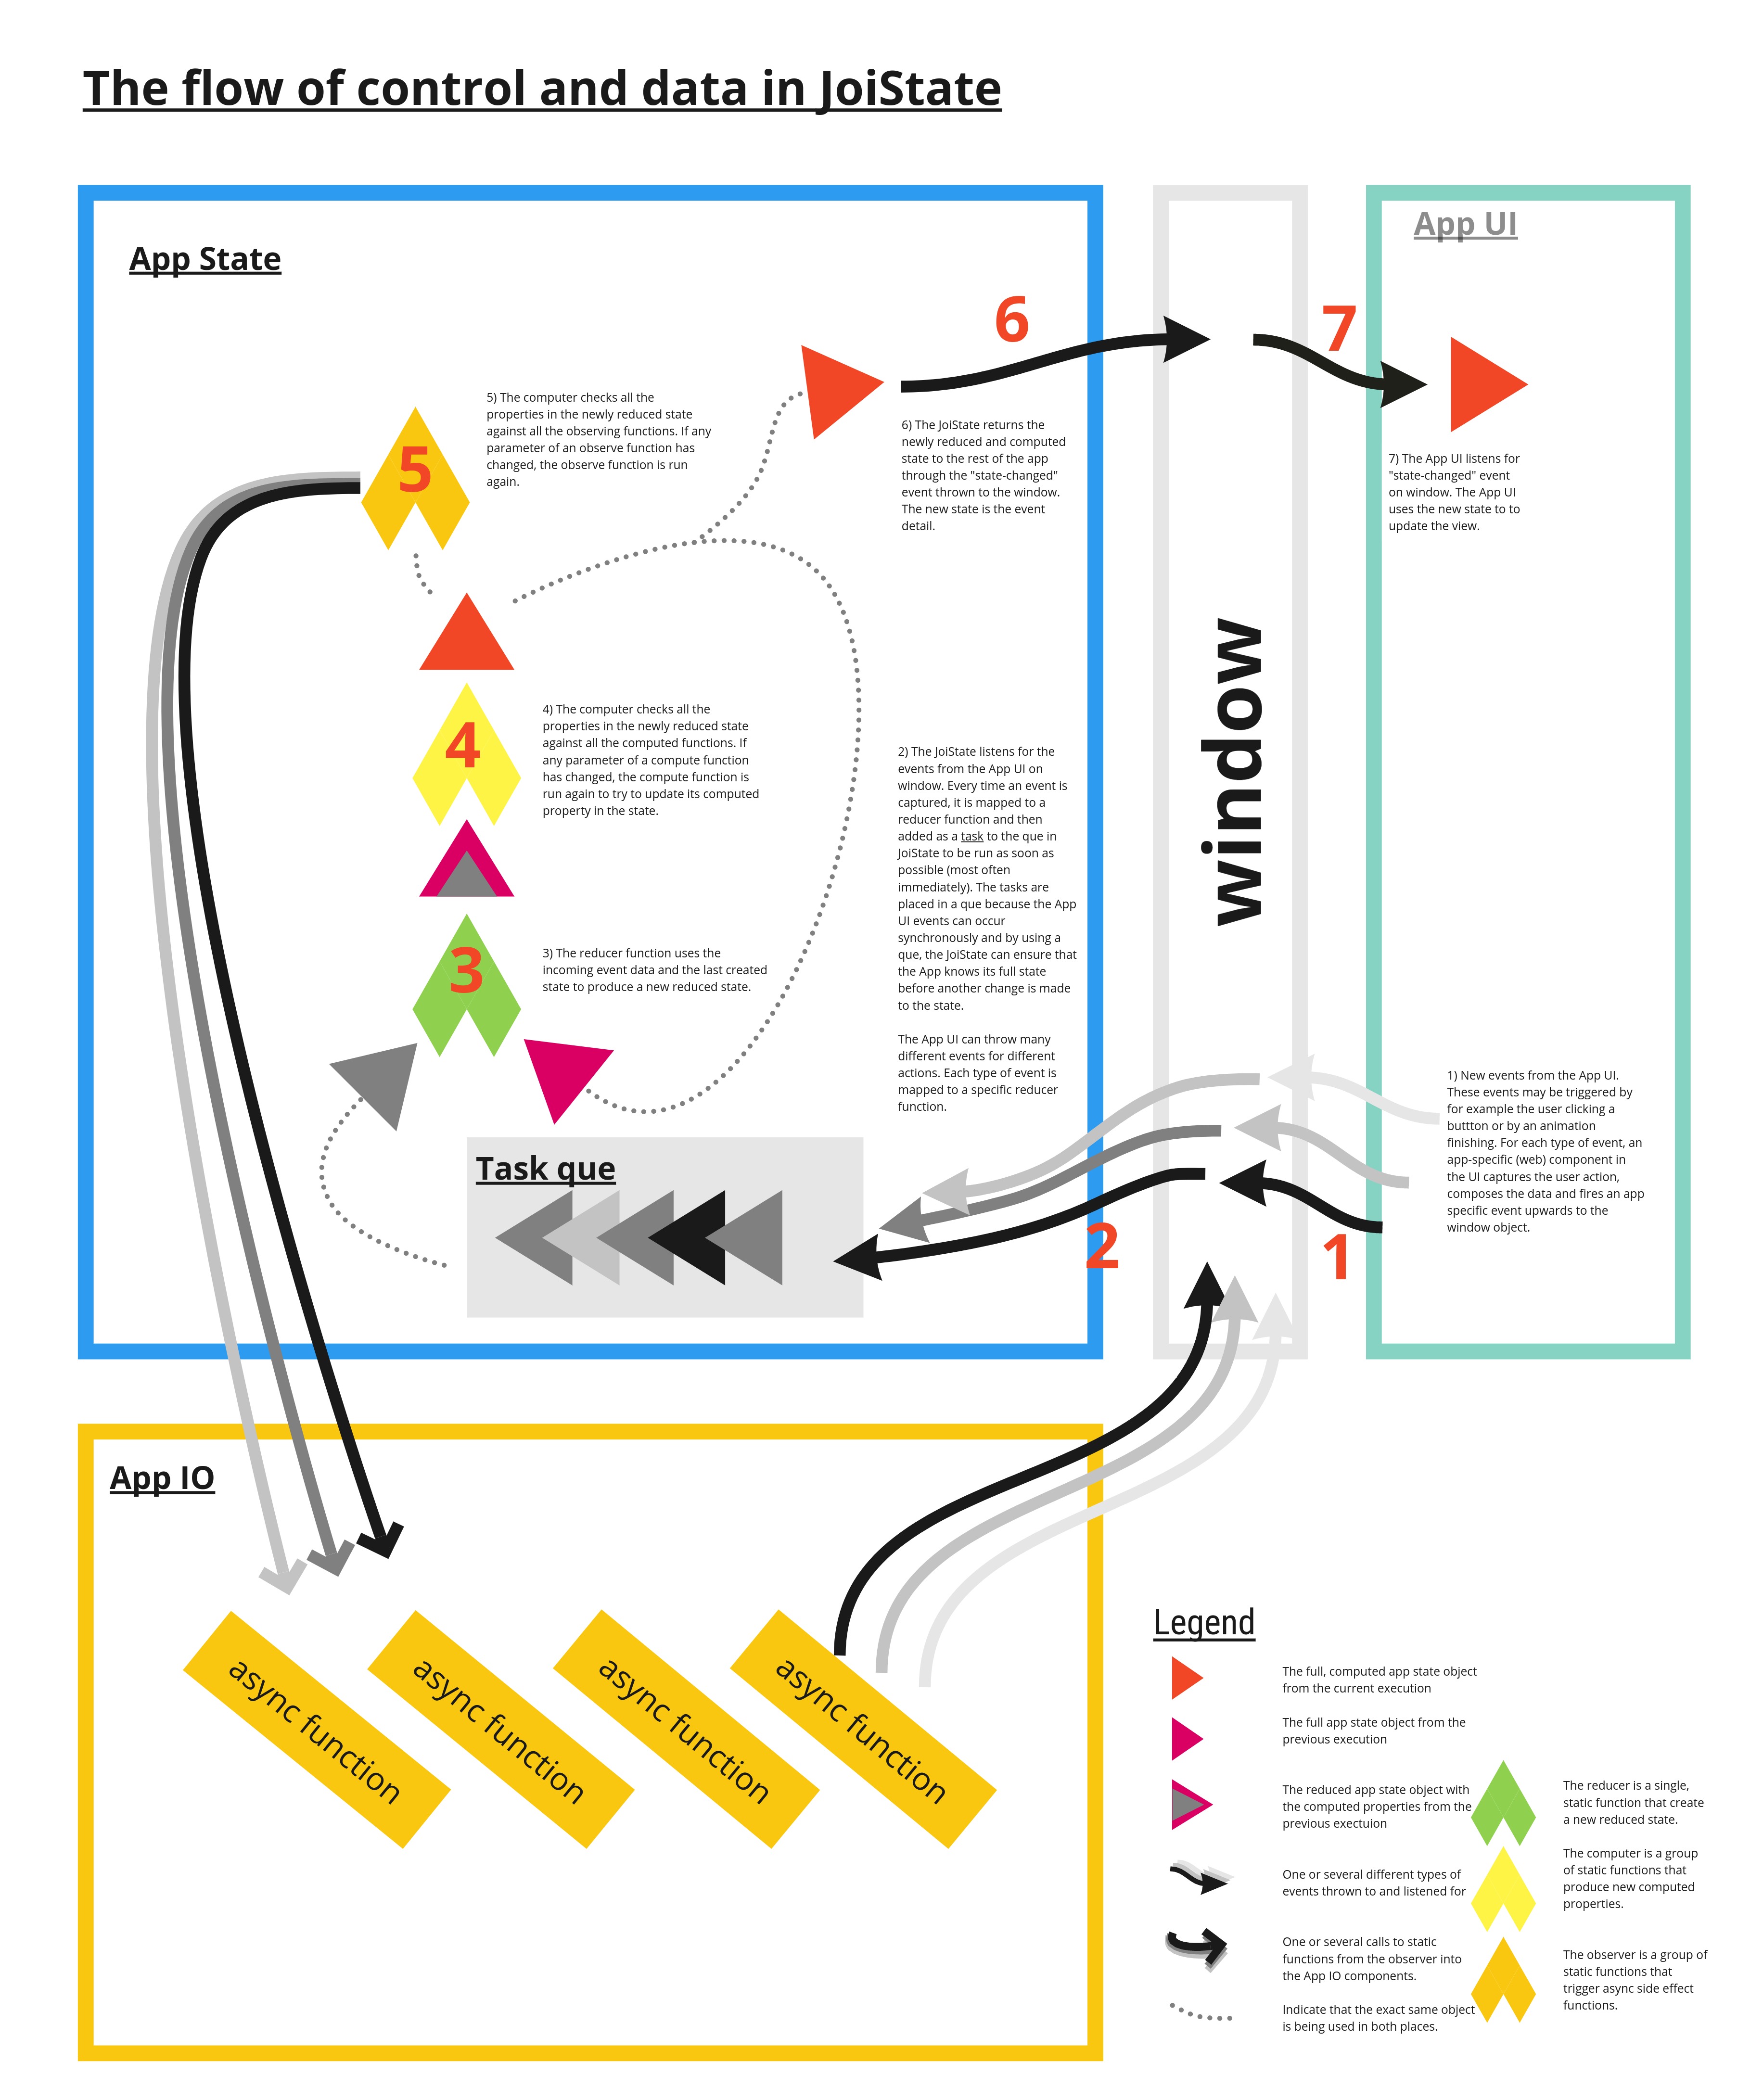 The flow of control and data in JoiState
App State
App UI
6
7
5
5) The computer checks all the
properties in the newly reduced state
against all the observing functions. If any
parameter of an observe function has
changed, the observe function is run
again.
6) The JoiState returns the
newly reduced and computed
state to the rest of the app
through the "state-changed"
event thrown to the window.
The new state is the event
detail.
7) The App UI listens for
"state-changed" event
on window. The App UI
uses the new state to to
update the view.
window
4
4) The computer checks all the
properties in the newly reduced state
against all the computed functions. If
any parameter of a compute function
has changed, the compute function is
run again to try to update its computed
property in the state.
2) The JoiState listens for the
events from the App UI on
window. Every time an event is
captured, it is mapped to a
reducer function and then
added as a task to the que in
JoiState to be run as soon as
possible (most often
immediately). The tasks are
placed in a que because the App
UI events can occur
synchronously and by using a
que, the JoiState can ensure that
the App knows its full state
before another change is made
to the state.
The App UI can throw many
different events for different
actions. Each type of event is
mapped to a specific reducer
function.
3
3) The reducer function uses the
incoming event data and the last created
state to produce a new reduced state.
1) New events from the App UI.
These events may be triggered by
for example the user clicking a
buttton or by an animation
finishing. For each type of event, an
app-specific (web) component in
the UI captures the user action,
composes the data and fires an app
specific event upwards to the
window object.
Task que
2
1
App IO
async function
async function
async function
async function
Legend
The full, computed app state object
from the current execution
The full app state object from the
previous execution
The reduced app state object with
the computed properties from the
previous exectuion
One or several different types of
events thrown to and listened for
One or several calls to static
functions from the observer into
the App IO components.
Indicate that the exact same object
is being used in both places.
The reducer is a single,
static function that create
a new reduced state.
The computer is a group
of static functions that
produce new computed
properties.
The observer is a group of
static functions that
trigger async side effect
functions.